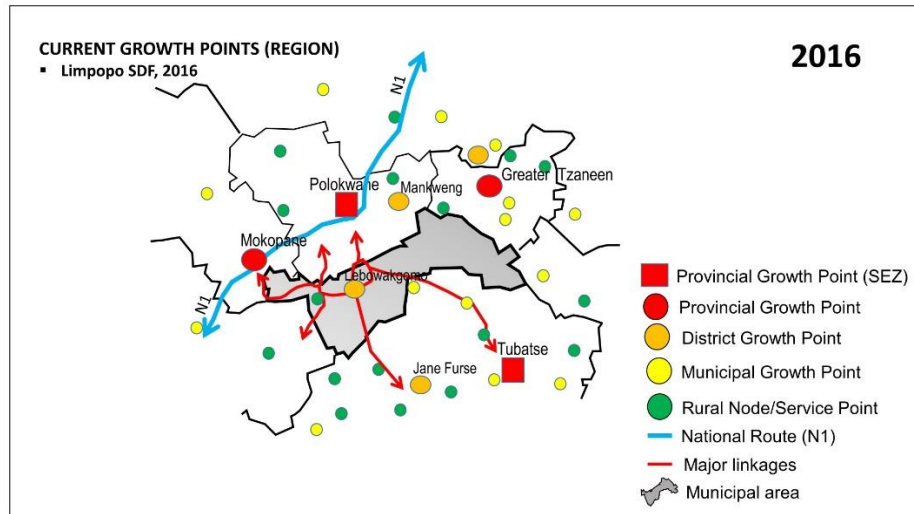 CURRENT GROWTH POINTS (REGION)
▪ Limpopo SDF, 2016
2016
N1
Polokwane
Mankweng
Greater Tzaneen
Mokopane
Lebowakgomo
N1
Tubatse
Jane Furse
Provincial Growth Point (SEZ)
Provincial Growth Point
District Growth Point
Municipal Growth Point
Rural Node/Service Point
National Route (N1)
Major linkages
Municipal area